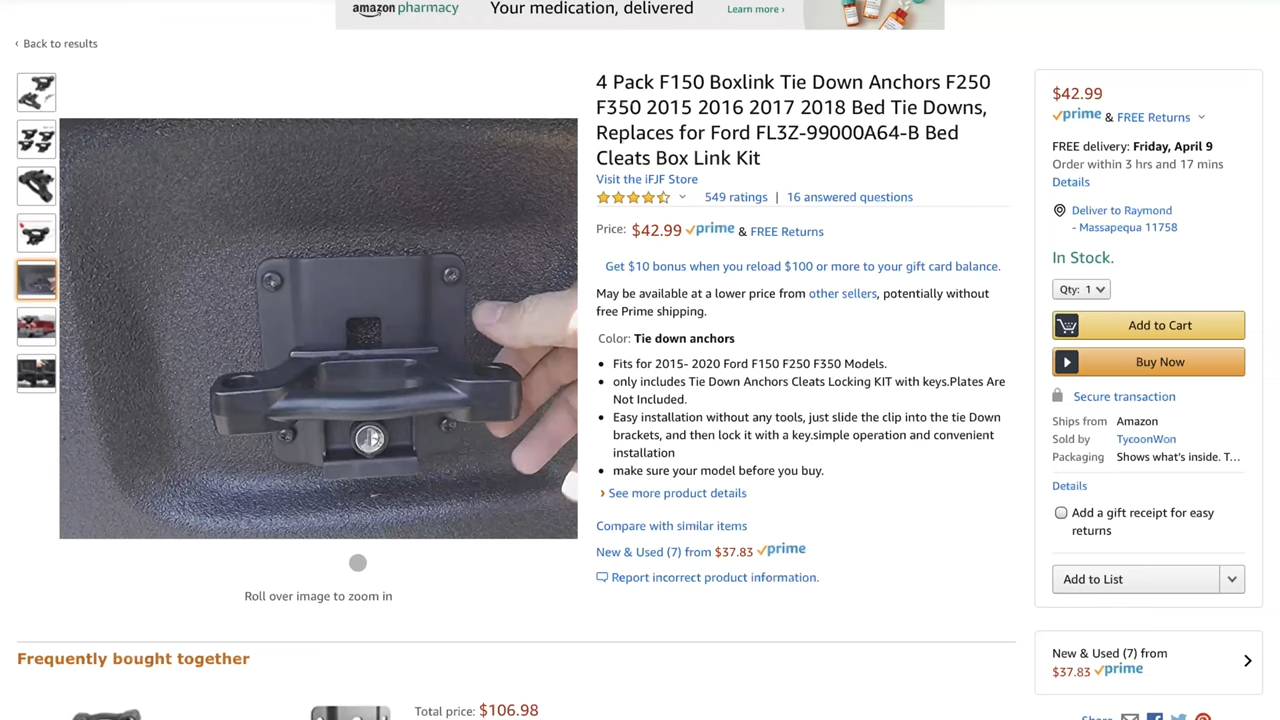 amazon pharmacy
Your medication, delivered
Learn more ›
‹ Back to results
4 Pack F150 Boxlink Tie Down Anchors F250
F350 2015 2016 2017 2018 Bed Tie Downs,
Replaces for Ford FL3Z-99000A64-B Bed
Cleats Box Link Kit
Visit the iFJF Store
549 ratings | 16 answered questions
Price: $42.99 prime & FREE Returns
Get $10 bonus when you reload $100 or more to your gift card balance.
May be available at a lower price from other sellers, potentially without
free Prime shipping.
Color: Tie down anchors
• Fits for 2015- 2020 Ford F150 F250 F350 Models.
• only includes Tie Down Anchors Cleats Locking KIT with keys.Plates Are
Not Included.
• Easy installation without any tools, just slide the clip into the tie Down
brackets, and then lock it with a key.simple operation and convenient
installation
• make sure your model before you buy.
› See more product details
Compare with similar items
New & Used (7) from $37.83 prime
Report incorrect product information.
Roll over image to zoom in
$42.99
prime & FREE Returns
FREE delivery: Friday, April 9
Order within 3 hrs and 17 mins
Details
Deliver to Raymond
- Massapequa 11758
In Stock.
Qty: 1
Add to Cart
Buy Now
Secure transaction
Ships from Amazon
Sold by TycoonWon
Packaging Shows what's inside. T...
Details
Add a gift receipt for easy
returns
Add to List
New & Used (7) from
$37.83 prime
Share
Frequently bought together
Total price: $106.98